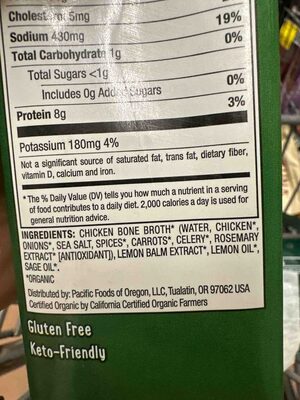 Cholesterol 5mg
Sodium 430mg 19%
Total Carbohydrate 1g 0%
Total Sugars <1g
Includes 0g Added Sugars 0%
Protein 8g 3%
Potassium 180mg 4%
Not a significant source of saturated fat, trans fat, dietary fiber,
vitamin D, calcium and iron.
*The % Daily Value (DV) tells you how much a nutrient in a serving
of food contributes to a daily diet. 2,000 calories a day is used for
general nutrition advice.
INGREDIENTS: CHICKEN BONE BROTH* (WATER, CHICKEN*,
ONIONS*, SEA SALT, SPICES*, CARROTS*, CELERY*, ROSEMARY
EXTRACT* [ANTIOXIDANT]), LEMON BALM EXTRACT*, LEMON OIL*,
SAGE OIL*.
*ORGANIC
Distributed by: Pacific Foods of Oregon, LLC, Tualatin, OR 97062 USA
Certified Organic by California Certified Organic Farmers
Gluten Free
Keto-Friendly